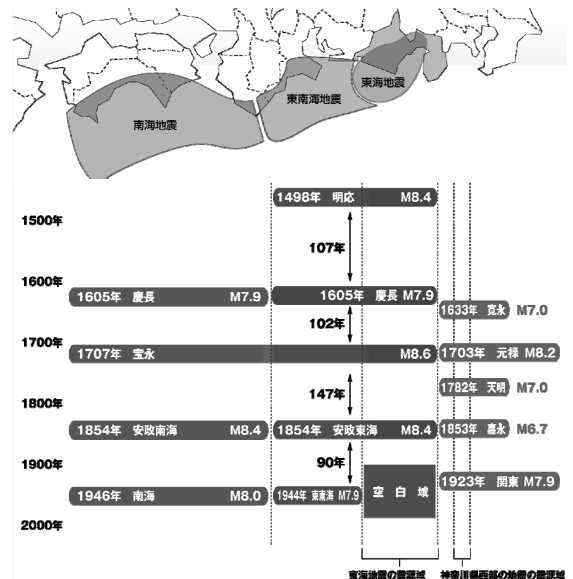 南海地震
東南海地震
東海地震
1498年 明応 M8.4
1500年
107年
1600年
1605年 慶長 M7.9
1605年 慶長 M7.9
1633年 寛永 M7.0
102年
1700年
1707年 宝永 M8.6
1703年 元禄 M8.2
1782年 天明 M7.0
147年
1800年
1854年 安政南海 M8.4
1854年 安政東海 M8.4
1853年 嘉永 M6.7
90年
1900年
空白域
1923年 関東 M7.9
1946年 南海 M8.0
1944年 東南海 M7.9
2000年
東海地震の震源域
神奈川県西部の地震の震源域